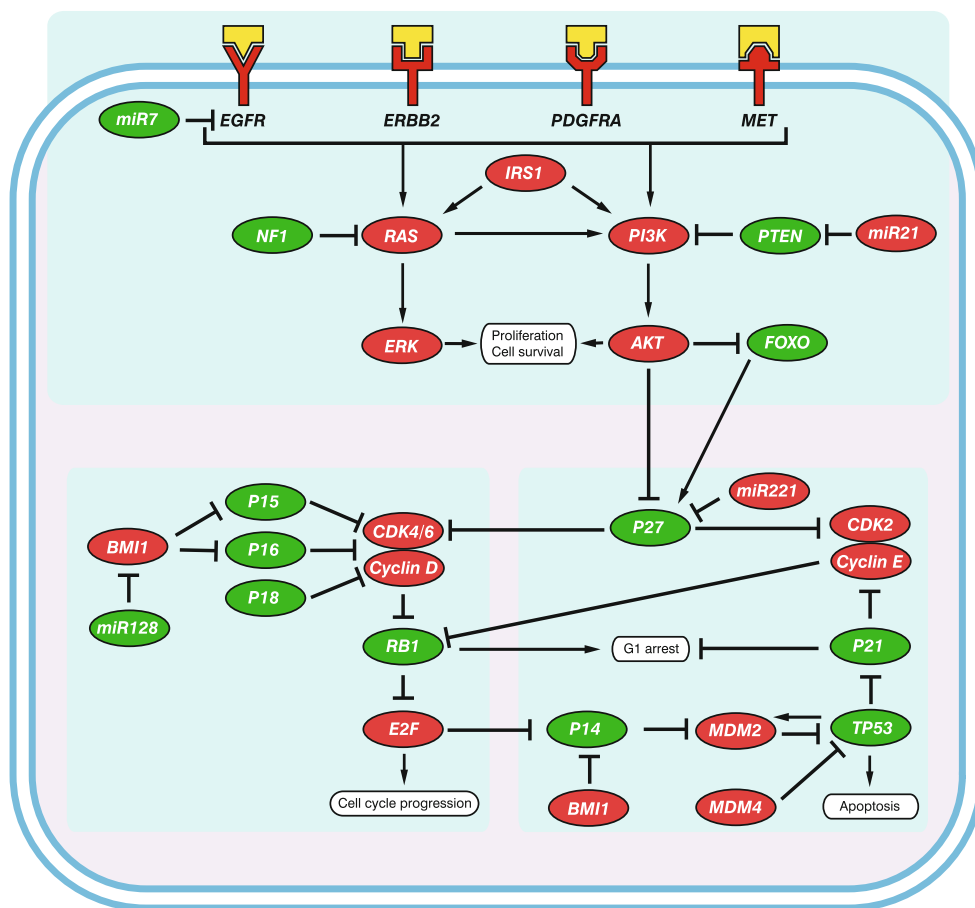 miR7
EGFR
ERBB2
PDGFRA
MET
IRS1
NF1
RAS
PI3K
PTEN
miR21
ERK
Proliferation
Cell survival
AKT
FOXO
P15
miR221
BMI1
P16
CDK4/6
P27
CDK2
Cyclin D
Cyclin E
P18
miR128
RB1
G1 arrest
P21
E2F
P14
MDM2
TP53
Cell cycle progression
BMI1
MDM4
Apoptosis